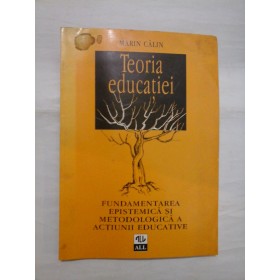 MARIN CĂLIN
Teoria
educației
FUNDAMENTAREA
EPISTEMICĂ ȘI
METODOLOGICĂ A
ACȚIUNII EDUCATIVE
ALL